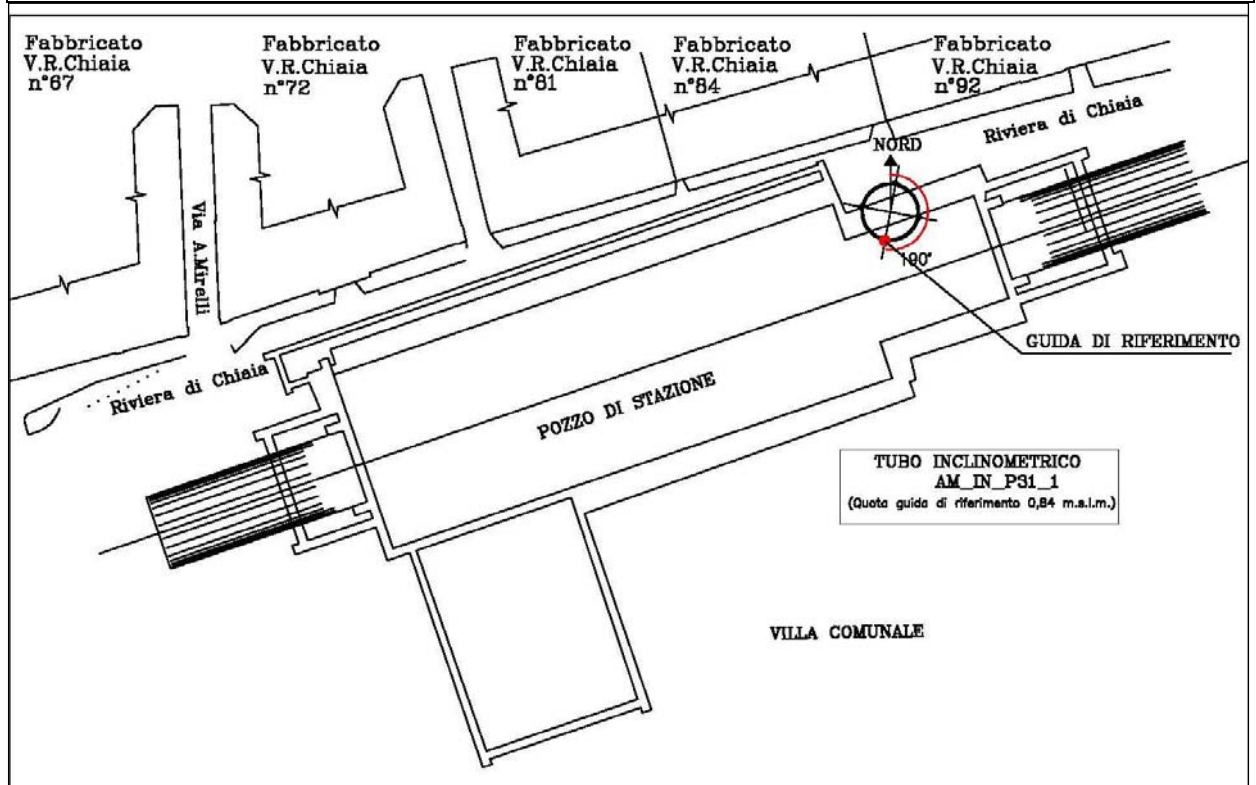 Fabbricato
V.R.Chiaia
n°67
Fabbricato
V.R.Chiaia
n°72
Fabbricato
V.R.Chiaia
n°81
Fabbricato
V.R.Chiaia
n°84
Fabbricato
V.R.Chiaia
n°92
Riviera di Chiaia
NORD
190°
Via A.Mirelli
GUIDA DI RIFERIMENTO
Riviera di Chiaia
POZZO DI STAZIONE
TUBO INCLINOMETRICO
AM_IN_P31_1
(Quota guida di riferimento 0,84 m.s.l.m.)
VILLA COMUNALE